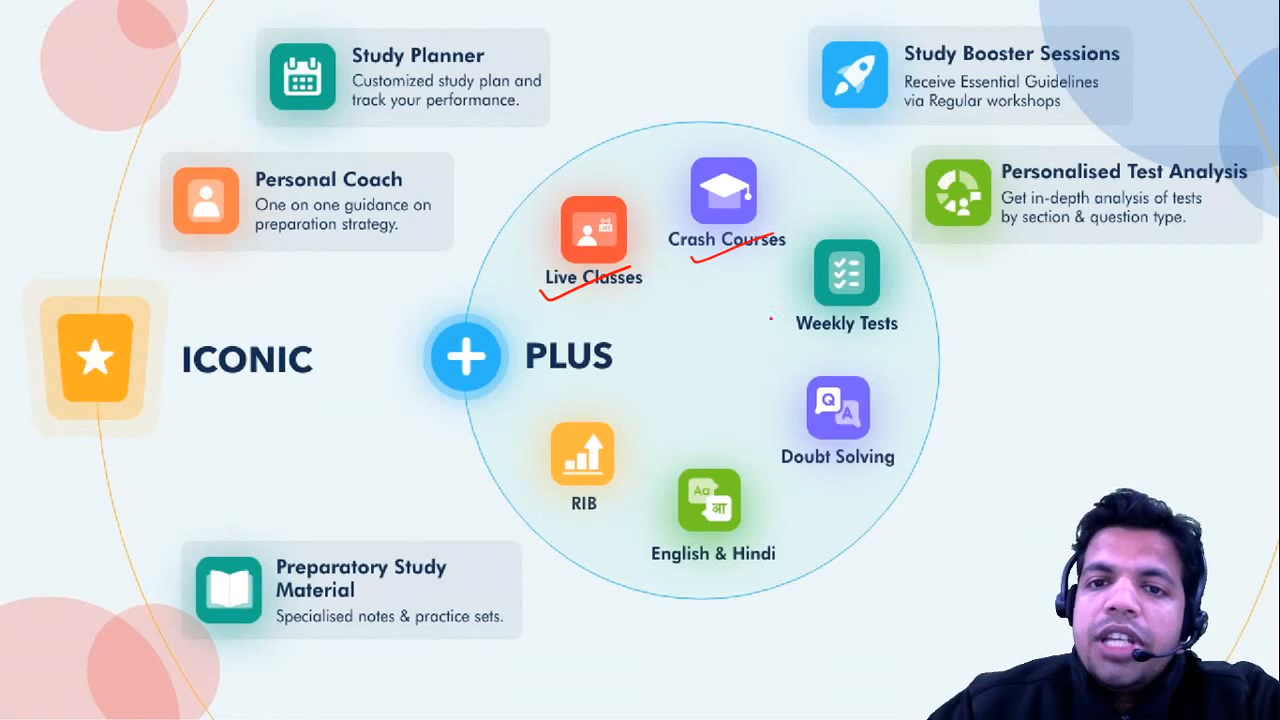 Study Planner
Customized study plan and
track your performance.
Study Booster Sessions
Receive Essential Guidelines
via Regular workshops
Personal Coach
One on one guidance on
preparation strategy.
Personalised Test Analysis
Get in-depth analysis of tests
by section & question type.
Crash Courses
Live Classes
LIVE
Weekly Tests
ICONIC
PLUS
Q
A
Doubt Solving
RIB
Aa
आ
English & Hindi
Preparatory Study
Material
Specialised notes & practice sets.